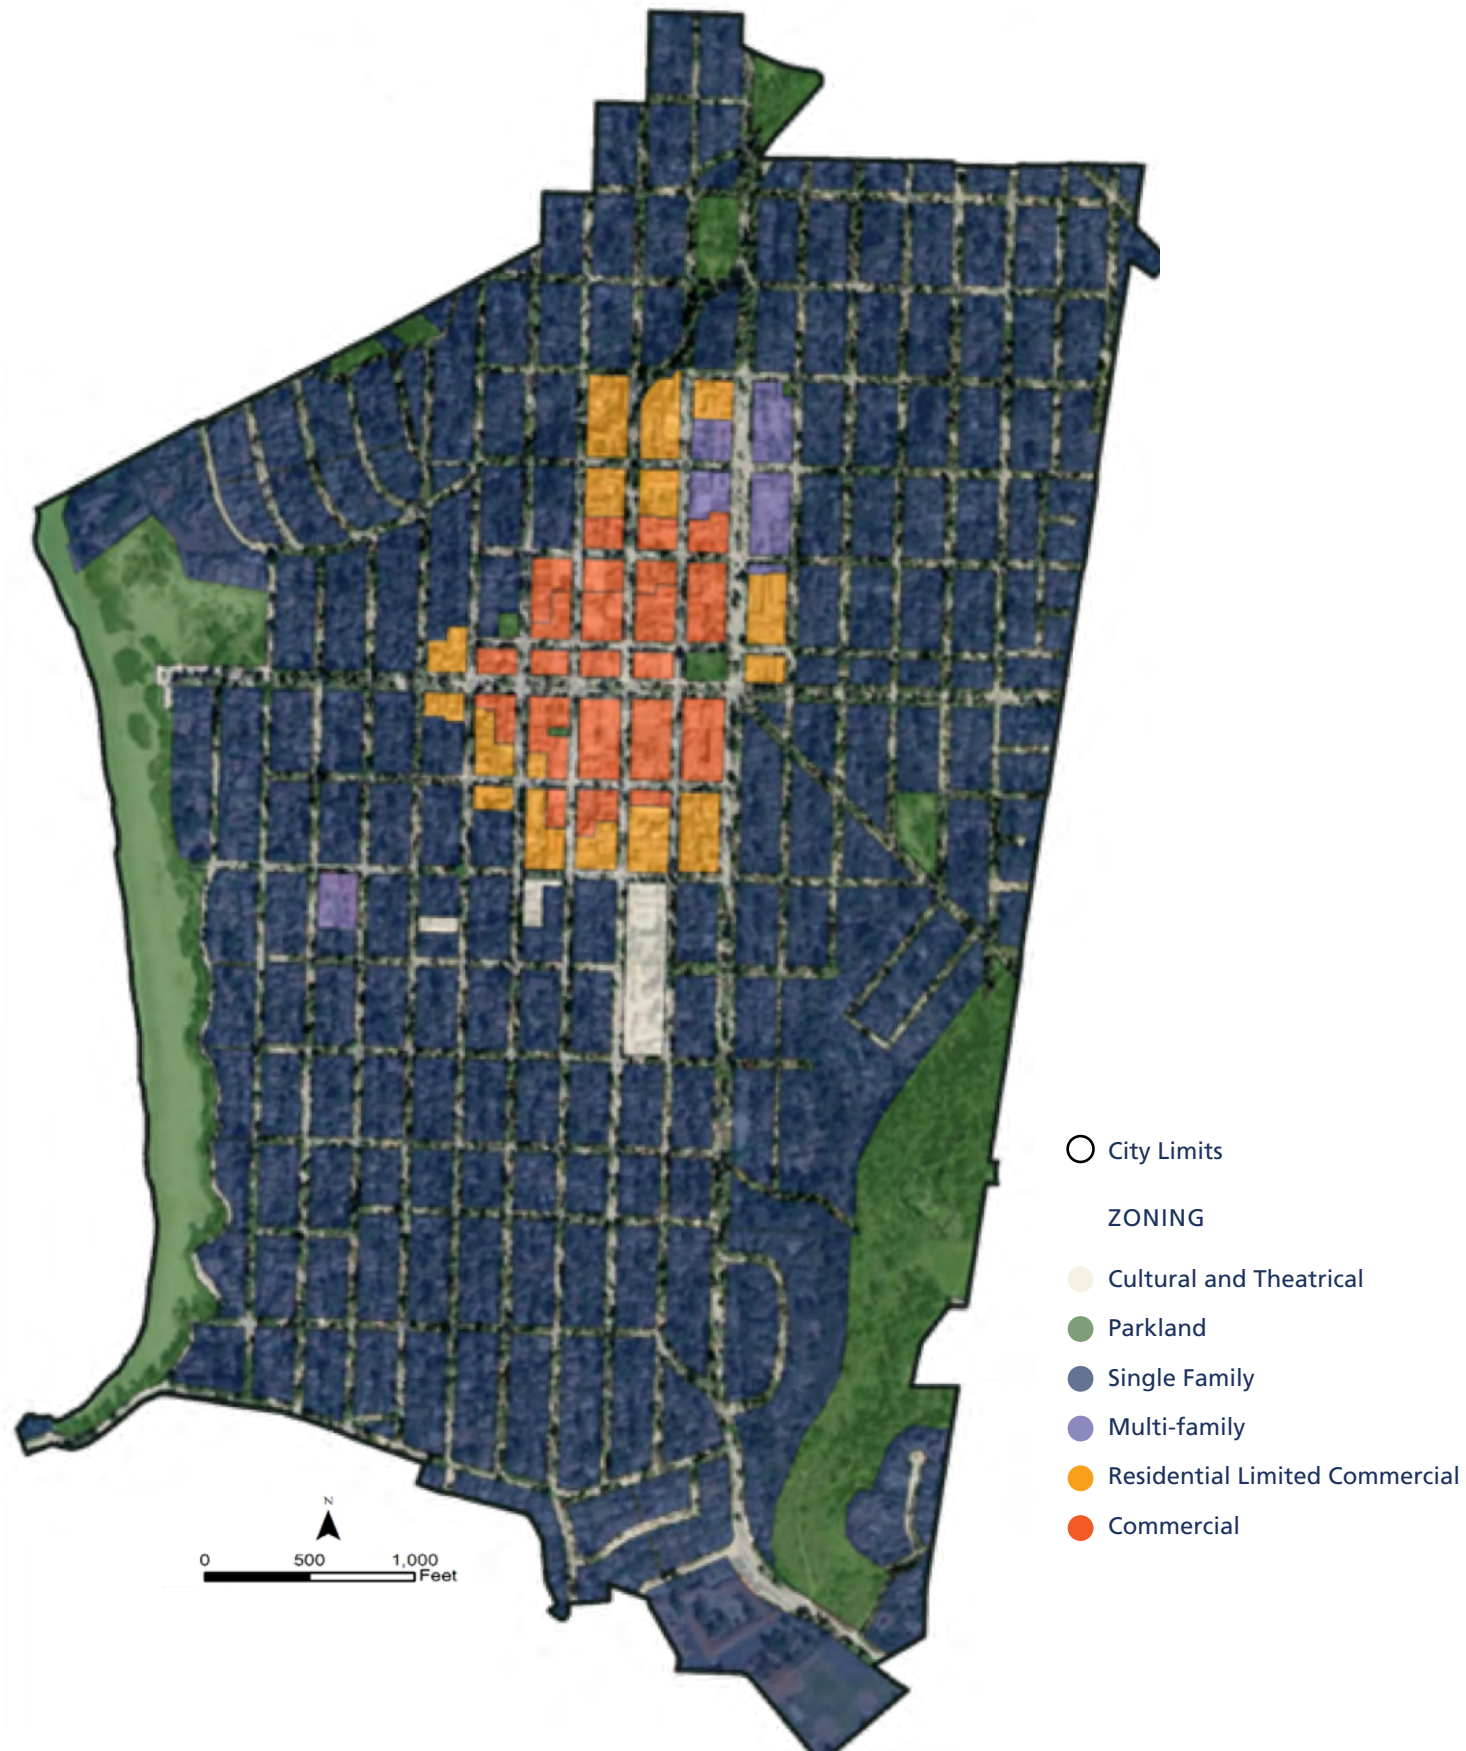 City Limits
ZONING
Cultural and Theatrical
Parkland
Single Family
Multi-family
Residential Limited Commercial
Commercial
N
0 500 1,000
Feet